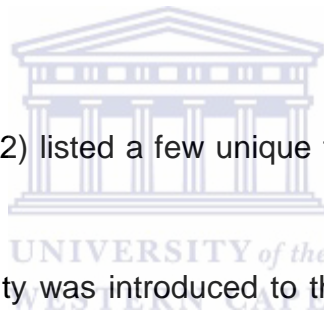 2) listed a few unique
UNIVERSITY of the
ty was introduced to th
WESTERN CAPE